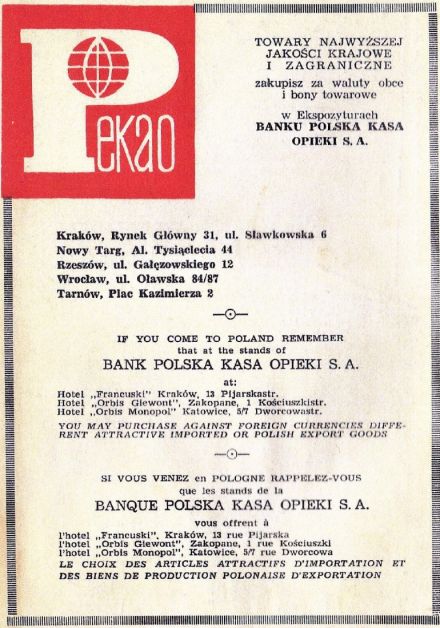 Pekao
TOWARY NAJWYŻSZEJ
JAKOŚCI KRAJOWE
I ZAGRANICZNE
zakupisz za waluty obce
i bony towarowe
w Ekspozyturach
BANKU POLSKA KASA
OPIEKI S. A.
Kraków, Rynek Główny 31, ul. Sławkowska 6
Nowy Targ, Al. Tysiąclecia 44
Rzeszów, ul. Gałęzowskiego 12
Wrocław, ul. Oławska 84/87
Tarnów, Plac Kazimierza 2
IF YOU COME TO POLAND REMEMBER
that at the stands of
BANK POLSKA KASA OPIEKI S. A.
at:
Hotel „Francuski" Kraków, 13 Pijarskastr.
Hotel „Orbis Giewont", Zakopane, 1 Kościuszkistr.
Hotel „Orbis Monopol" Katowice, 5/7 Dworcowastr.
YOU MAY PURCHASE AGAINST FOREIGN CURRENCIES DIFFE-
RENT ATTRACTIVE IMPORTED OR POLISH EXPORT GOODS
SI VOUS VENEZ en POLOGNE RAPPELEZ-VOUS
que les stands de la
BANQUE POLSKA KASA OPIEKI S. A.
vous offrent à
l'hotel „Francuski", Kraków, 13 rue Pijarska
l'hotel „Orbis Giewont", Zakopane, 1 rue Kościuszki
l'hotel „Orbis Monopol", Katowice, 5/7 rue Dworcowa
LE CHOIX DES ARTICLES ATTRACTIFS D'IMPORTATION ET
DES BIENS DE PRODUCTION POLONAISE D'EXPORTATION